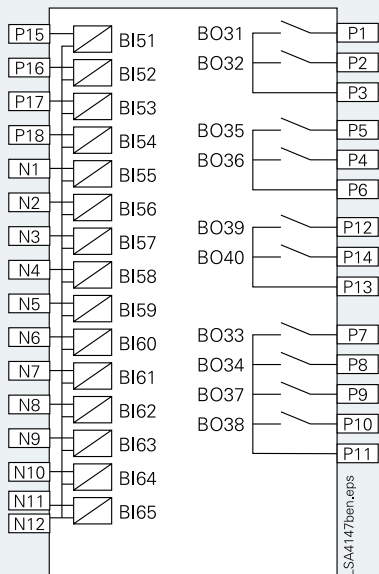 P15 BI51
P16 BI52
P17 BI53
P18 BI54
N1 BI55
N2 BI56
N3 BI57
N4 BI58
N5 BI59
N6 BI60
N7 BI61
N8 BI62
N9 BI63
N10 BI64
N11 BI65
N12
BO31 P1
BO32 P2
P3
BO35 P5
BO36 P4
P6
BO39 P12
BO40 P14
P13
BO33 P7
BO34 P8
BO37 P9
BO38 P10
P11
LSA4147ben.eps